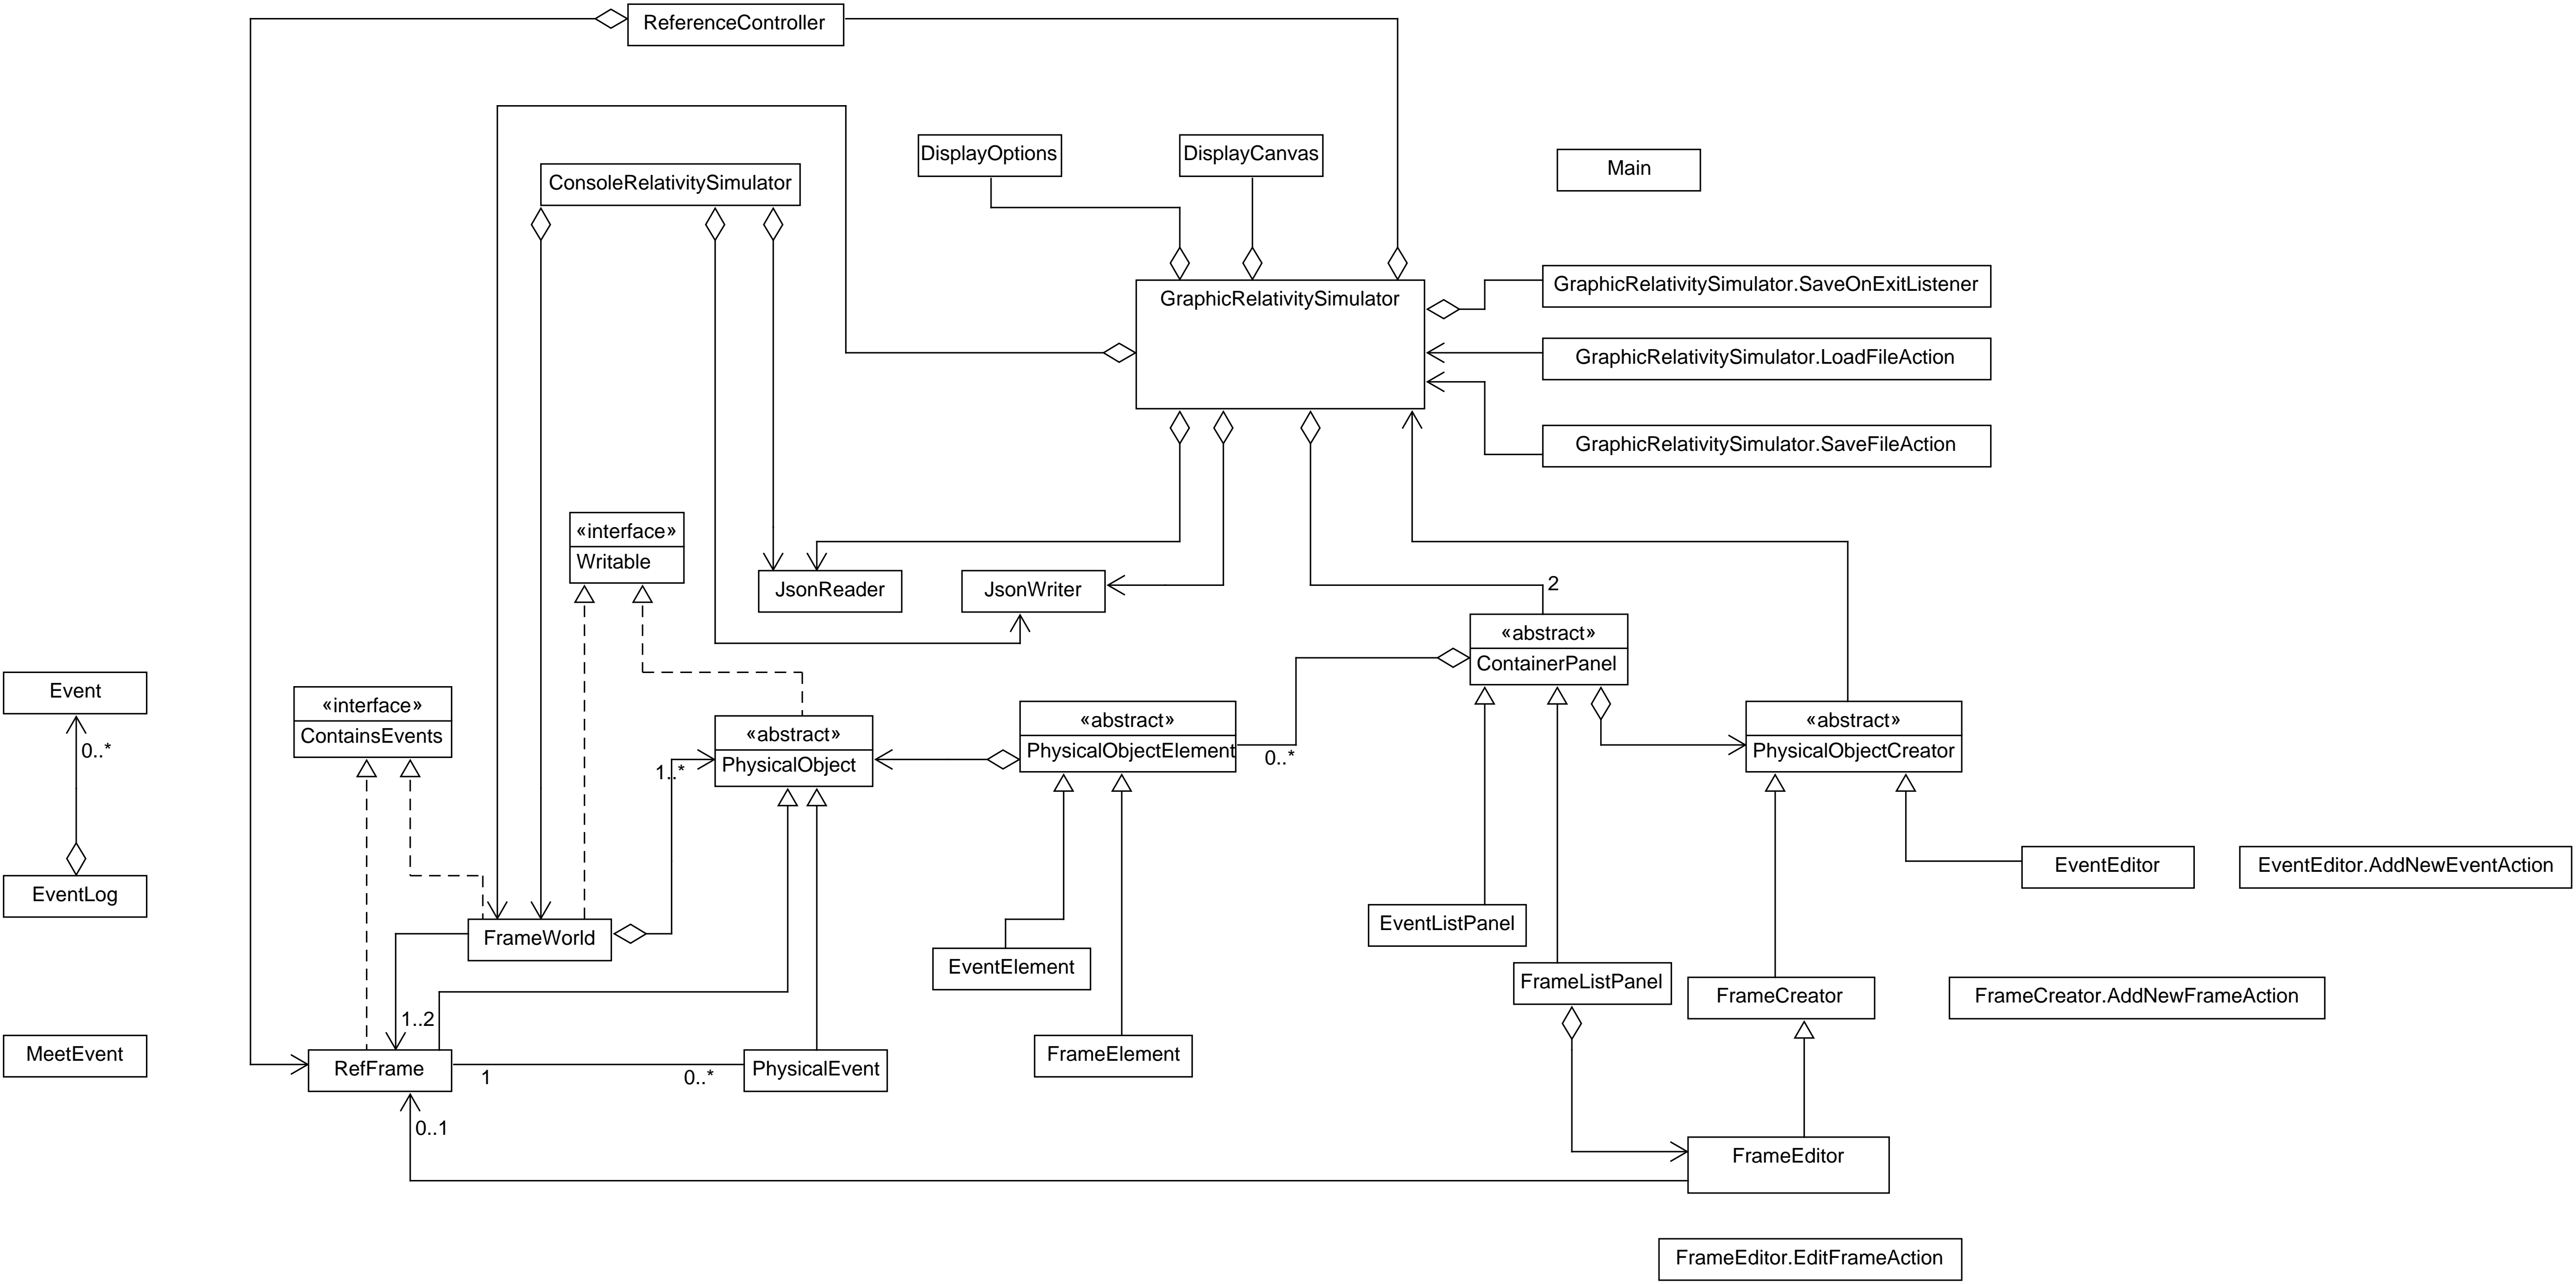 ReferenceController
DisplayOptions
DisplayCanvas
Main
ConsoleRelativitySimulator
GraphicRelativitySimulator
GraphicRelativitySimulator.SaveOnExitListener
GraphicRelativitySimulator.LoadFileAction
GraphicRelativitySimulator.SaveFileAction
«interface»
Writable
JsonReader
JsonWriter
2
«abstract»
ContainerPanel
Event
0..*
«interface»
ContainsEvents
«abstract»
PhysicalObject
1..*
«abstract»
PhysicalObjectElement
0..*
«abstract»
PhysicalObjectCreator
EventLog
FrameWorld
EventElement
EventListPanel
EventEditor
EventEditor.AddNewEventAction
FrameListPanel
FrameCreator
FrameCreator.AddNewFrameAction
1..2
MeetEvent
RefFrame
1
0..*
PhysicalEvent
FrameElement
0..1
FrameEditor
FrameEditor.EditFrameAction